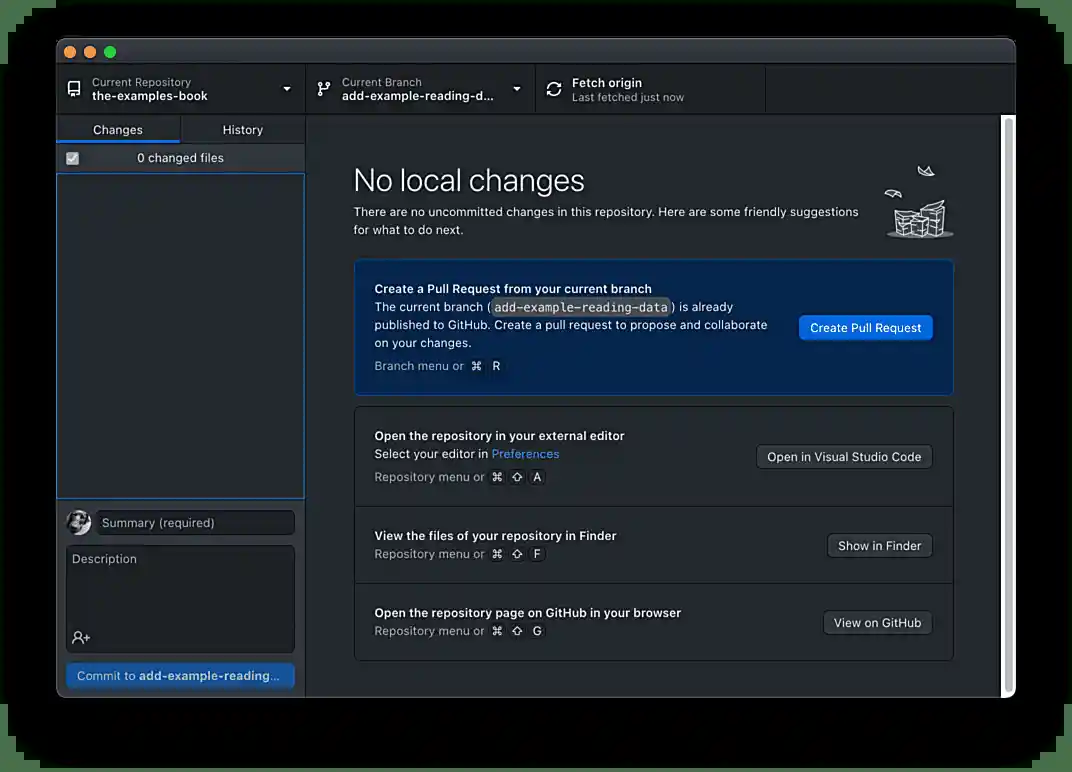 Current Repository
the-examples-book
Current Branch
add-example-reading-d...
Fetch origin
Last fetched just now
Changes
History
0 changed files
No local changes
There are no uncommitted changes in this repository. Here are some friendly suggestions
for what to do next.
Create a Pull Request from your current branch
The current branch (add-example-reading-data) is already
published to GitHub. Create a pull request to propose and collaborate
on your changes.
Branch menu or ⌘ R
Create Pull Request
Open the repository in your external editor
Select your editor in Preferences
Repository menu or ⌘ ⇧ A
Open in Visual Studio Code
View the files of your repository in Finder
Repository menu or ⌘ ⇧ F
Show in Finder
Open the repository page on GitHub in your browser
Repository menu or ⌘ ⇧ G
View on GitHub
Summary (required)
Description
Commit to add-example-reading...